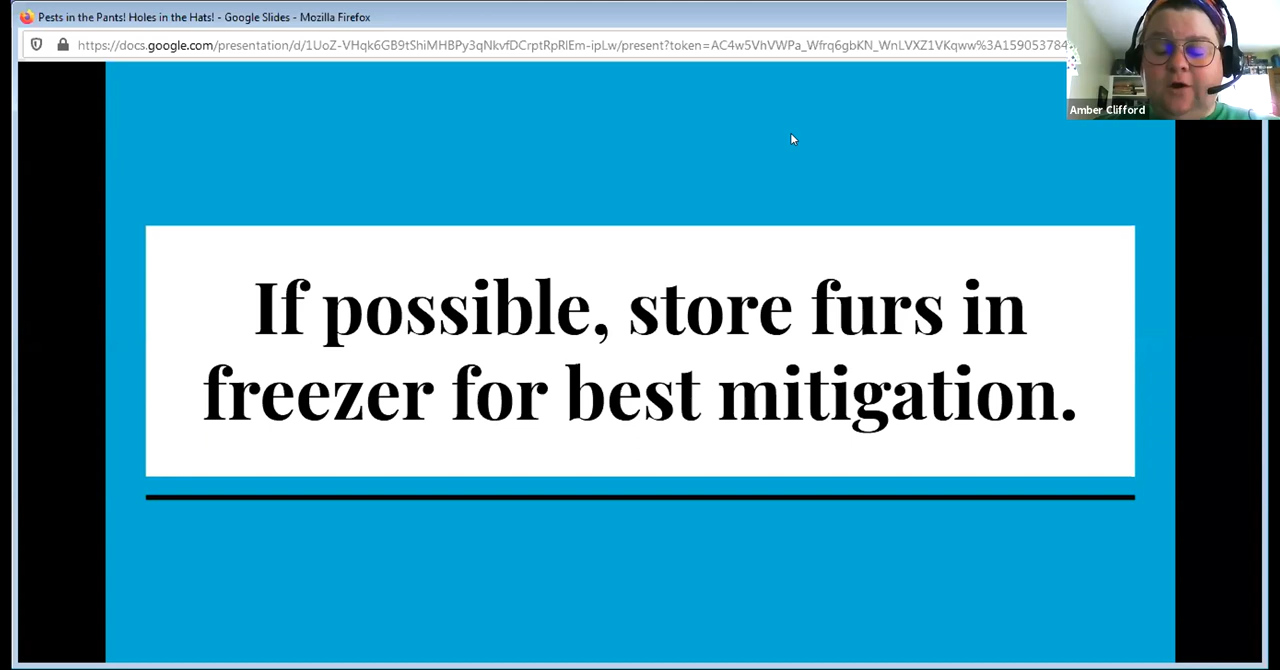 Pests in the Pants! Holes in the Hats! - Google Slides - Mozilla Firefox
https://docs.google.com/presentation/d/1UoZ-VHqk6GB9tShiMHBPy3qNkvfDCrptRpRlEm-ipLw/present?token=AC4w5VhVWPa_Wfrq6gbKN_WnLVXZ1VKqww%3A159053784
Amber Clifford
If possible, store furs in
freezer for best mitigation.